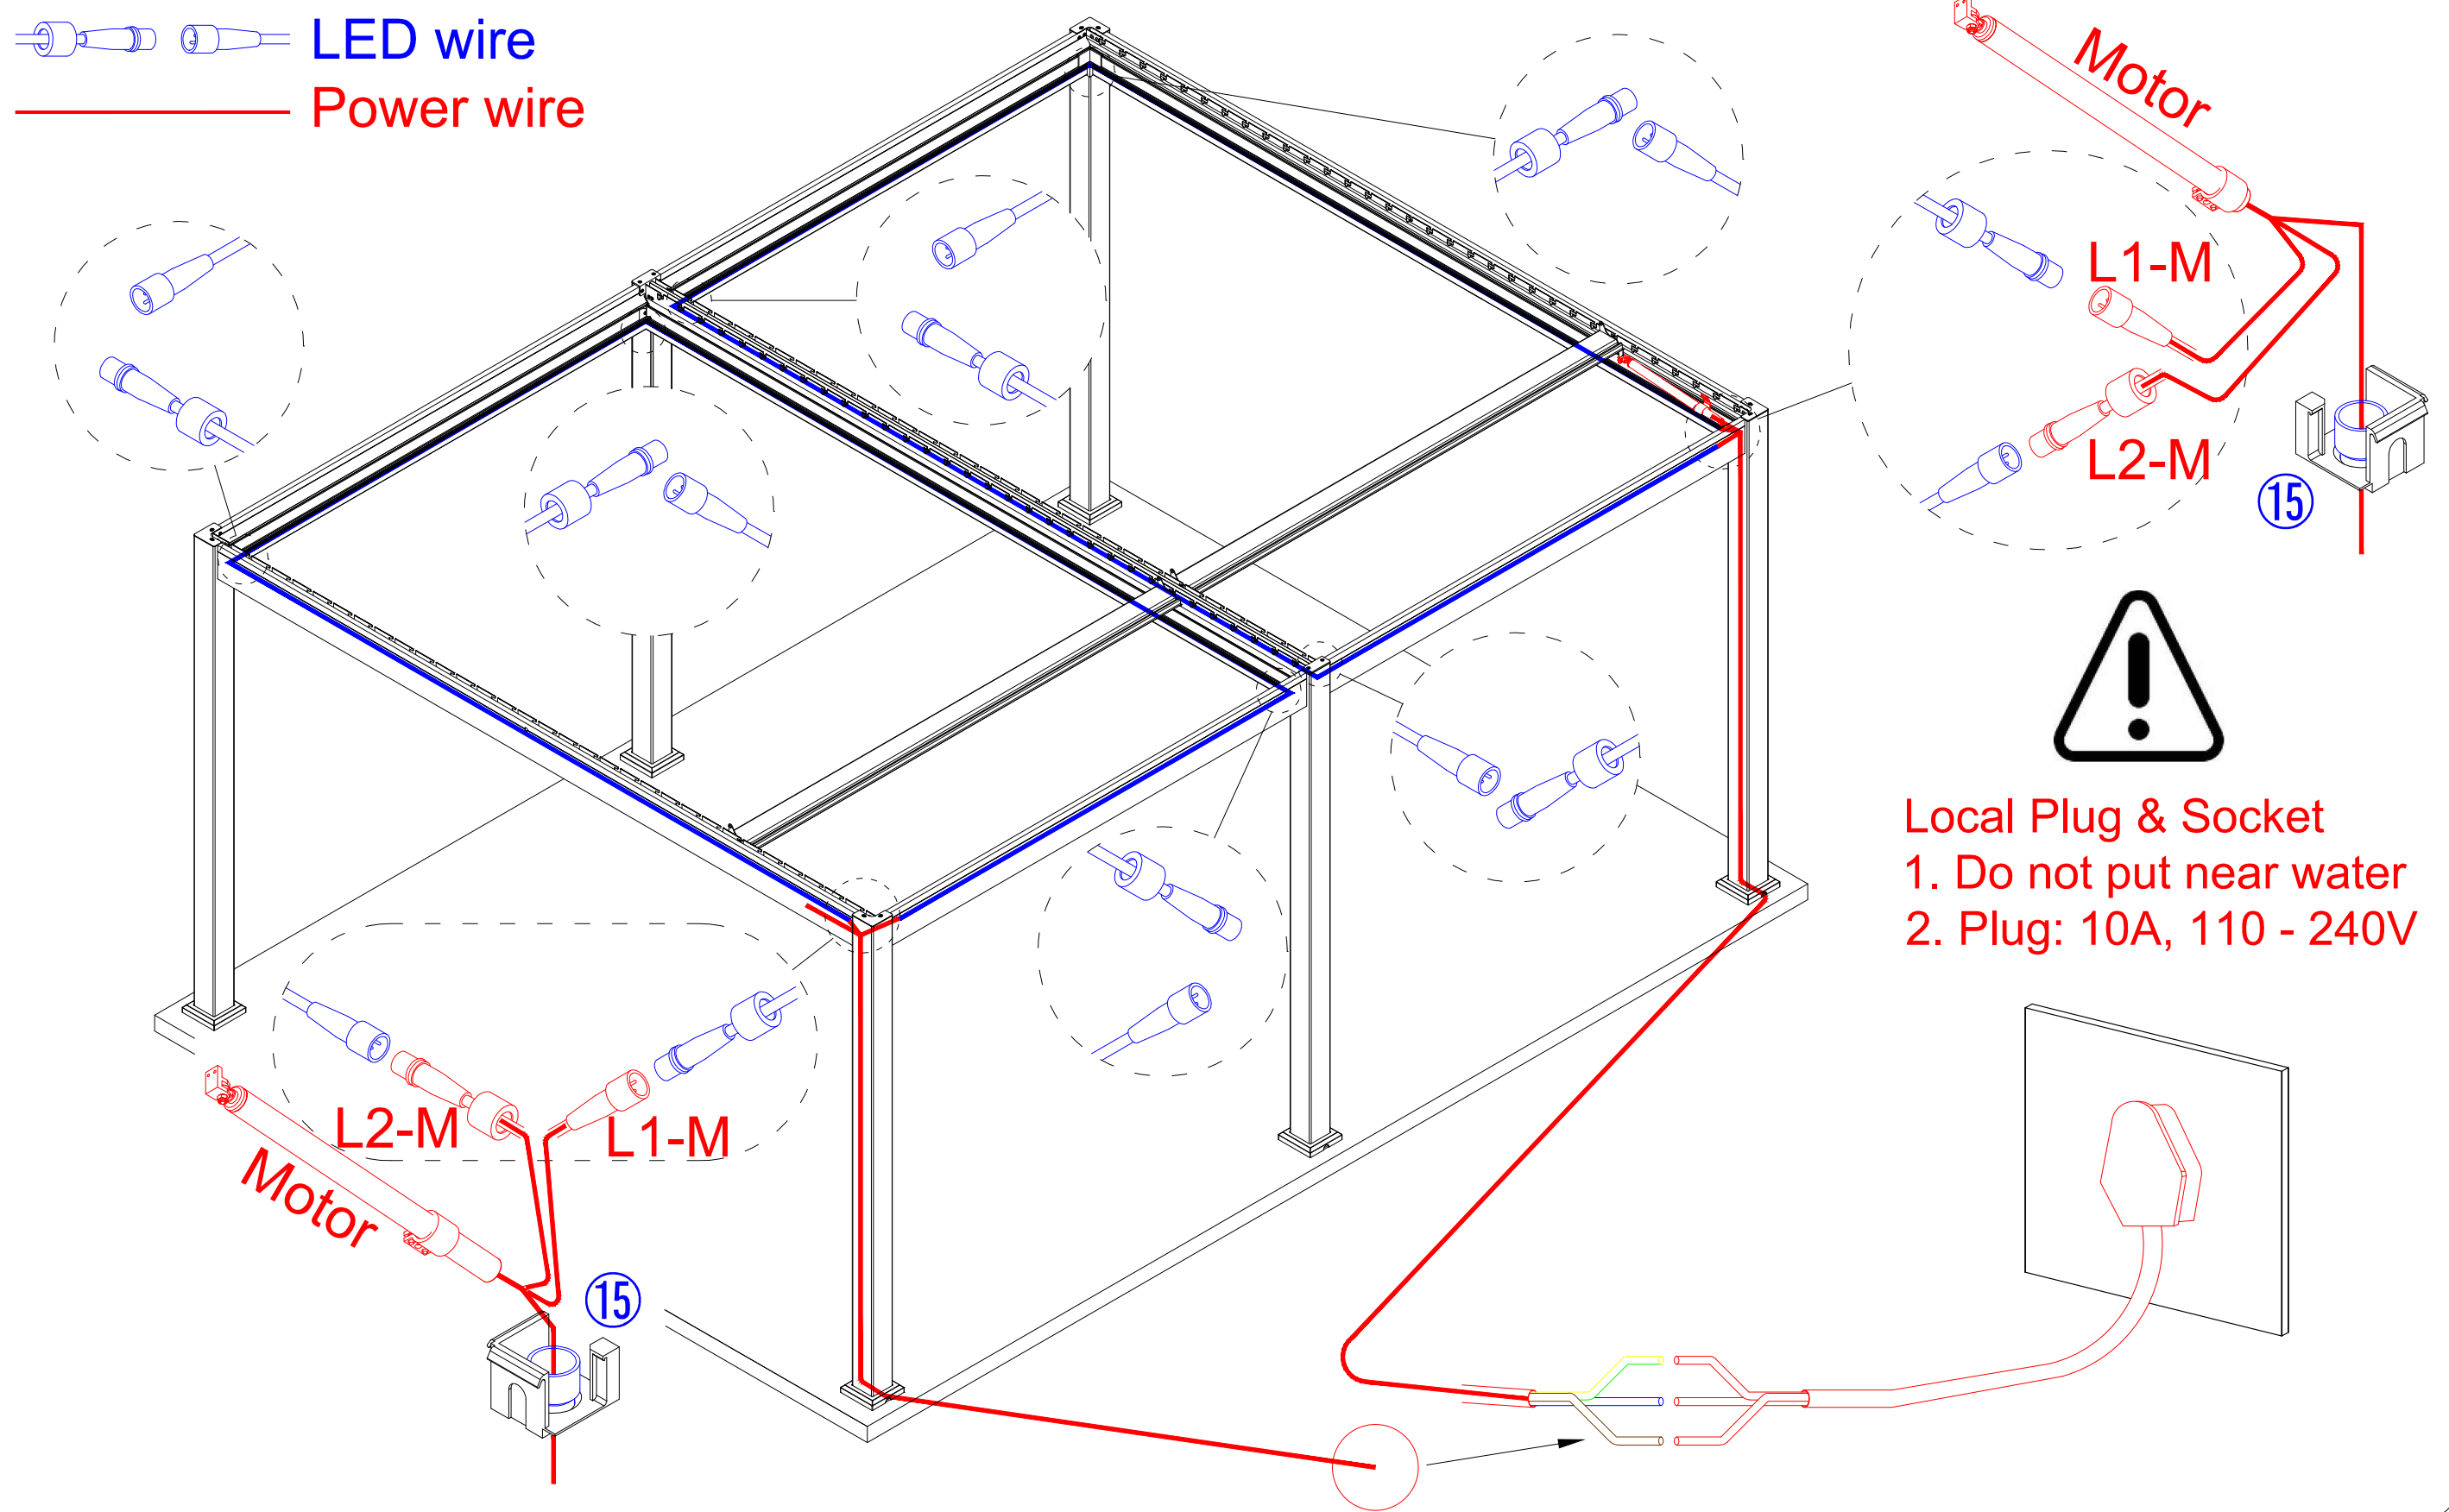 LED wire
Power wire
Motor
L1-M
L2-M
⑮
Local Plug & Socket
1. Do not put near water
2. Plug: 10A, 110 - 240V
L2-M
L1-M
Motor
⑮